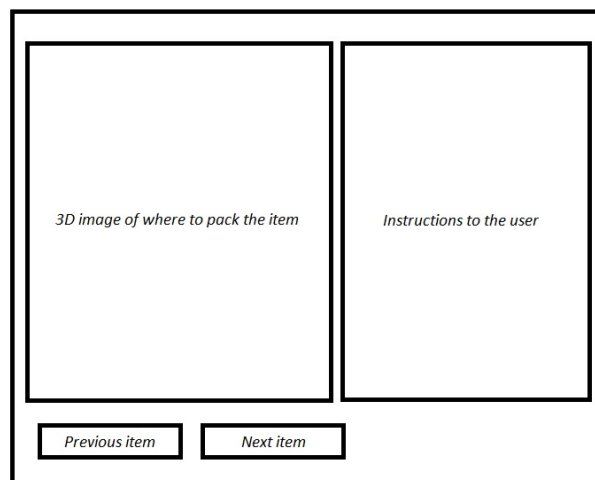 3D image of where to pack the item
Instructions to the user
Previous item
Next item